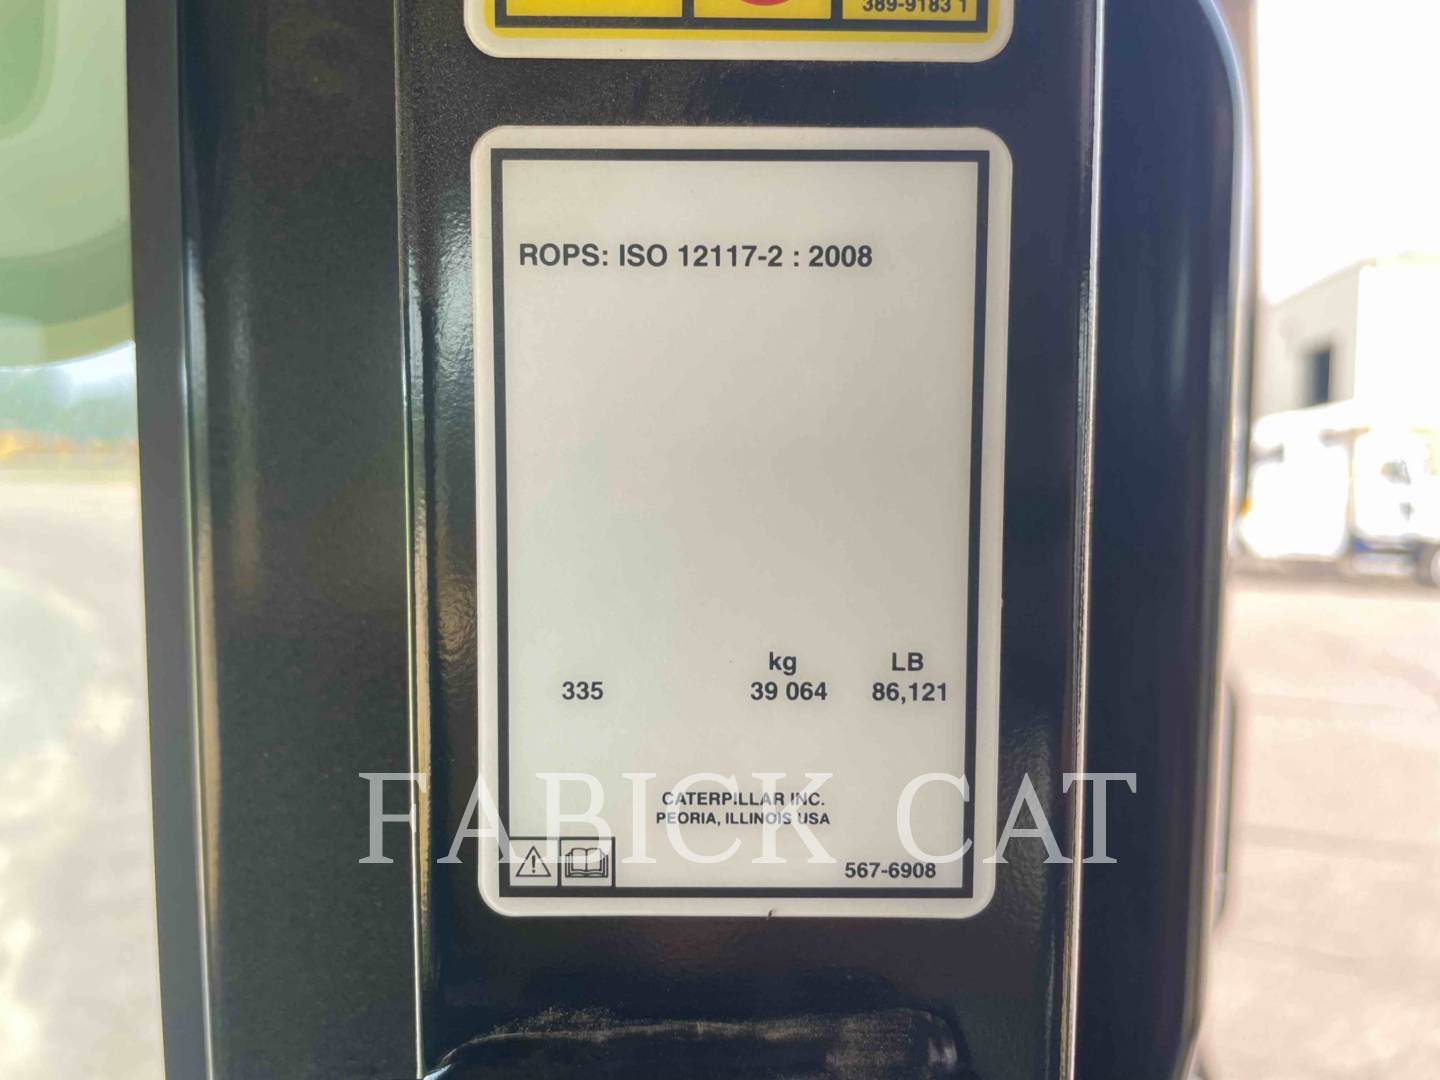 389-9183 1
ROPS: ISO 12117-2 : 2008
kg LB
335 39 064 86,121
CATERPILLAR INC.
PEORIA, ILLINOIS USA
FABICK CAT
567-6908